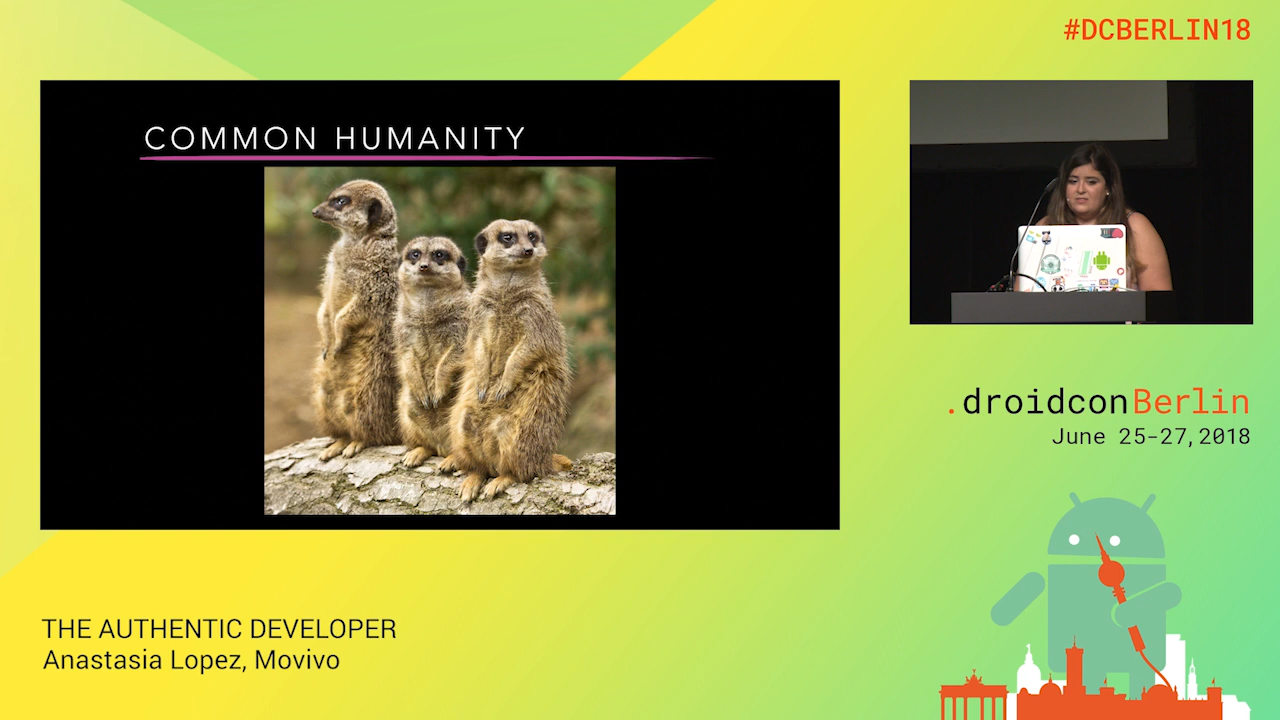 #DCBERLIN18
COMMON HUMANITY
.droidconBerlin
June 25-27,2018
THE AUTHENTIC DEVELOPER
Anastasia Lopez, Movivo